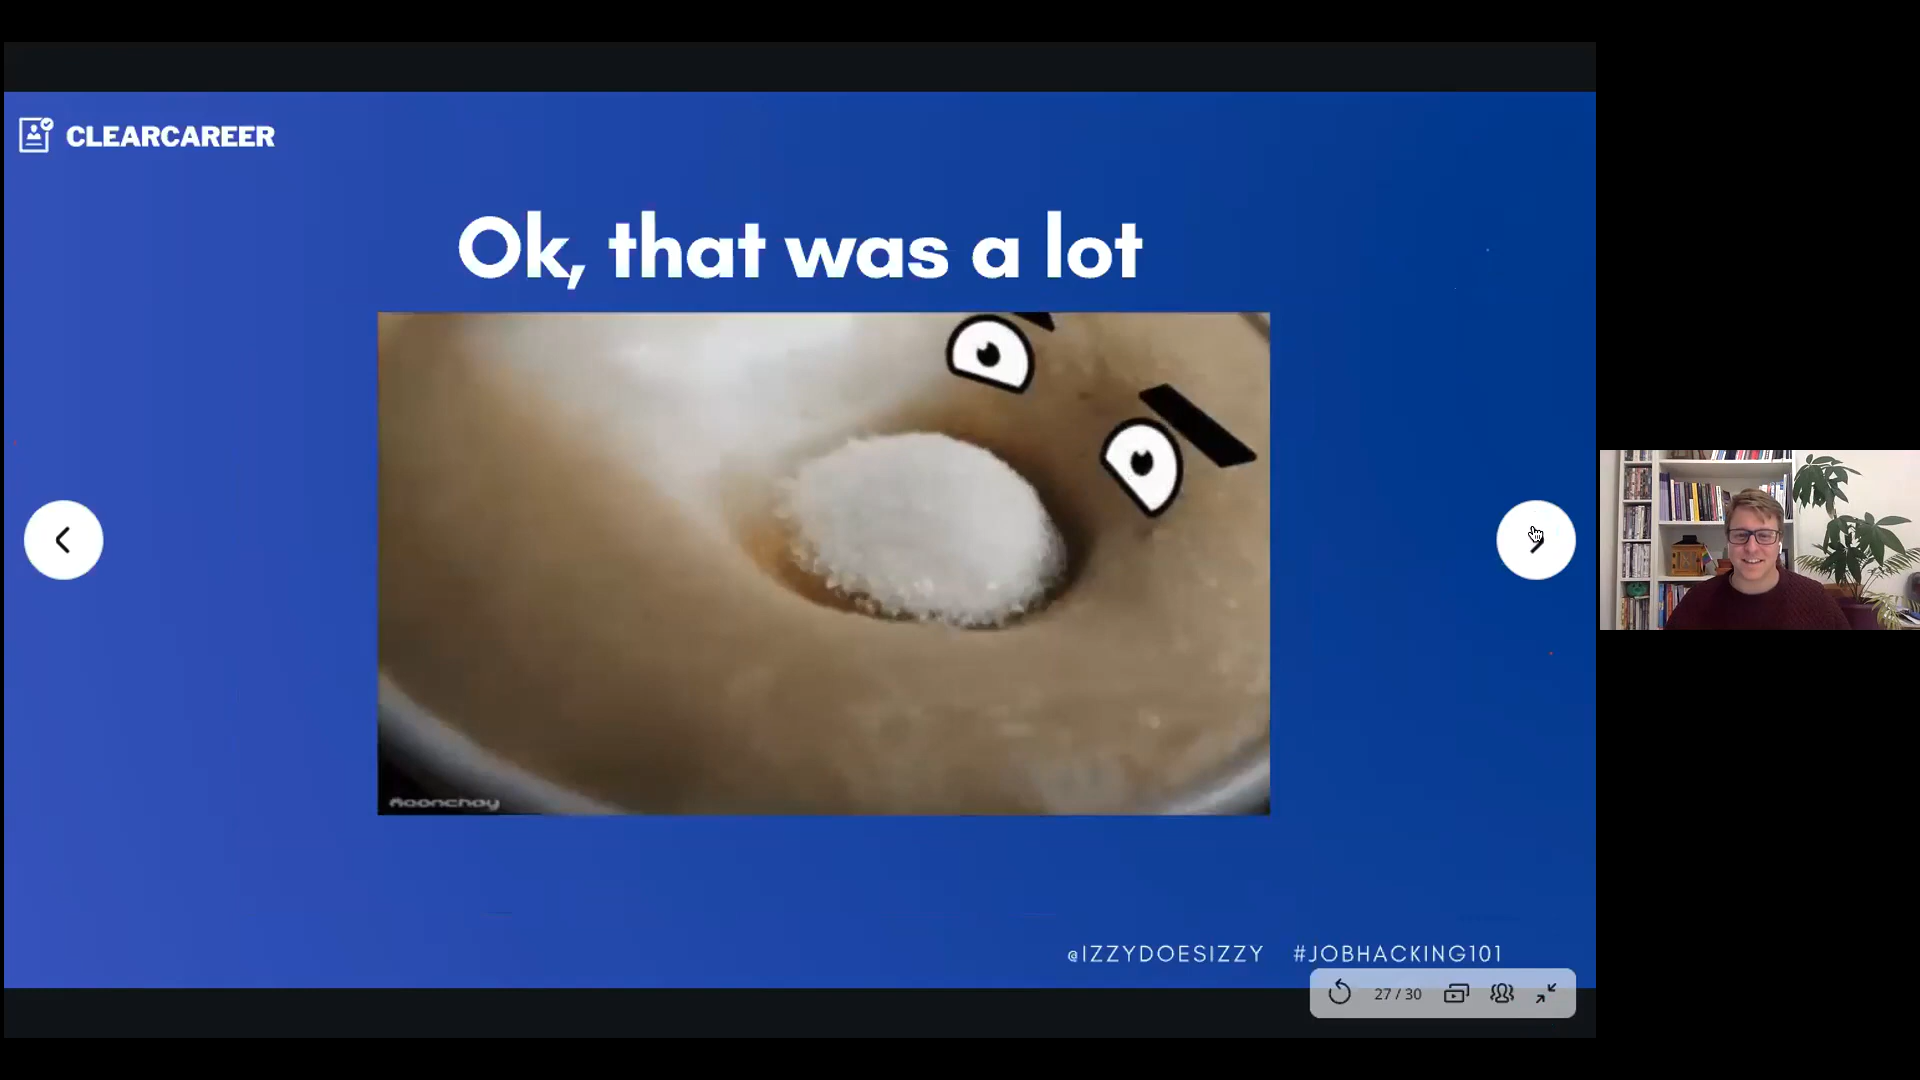 CLEARCAREER
Ok, that was a lot
@IZZYDOESIZZY #JOBHACKING101
27 / 30